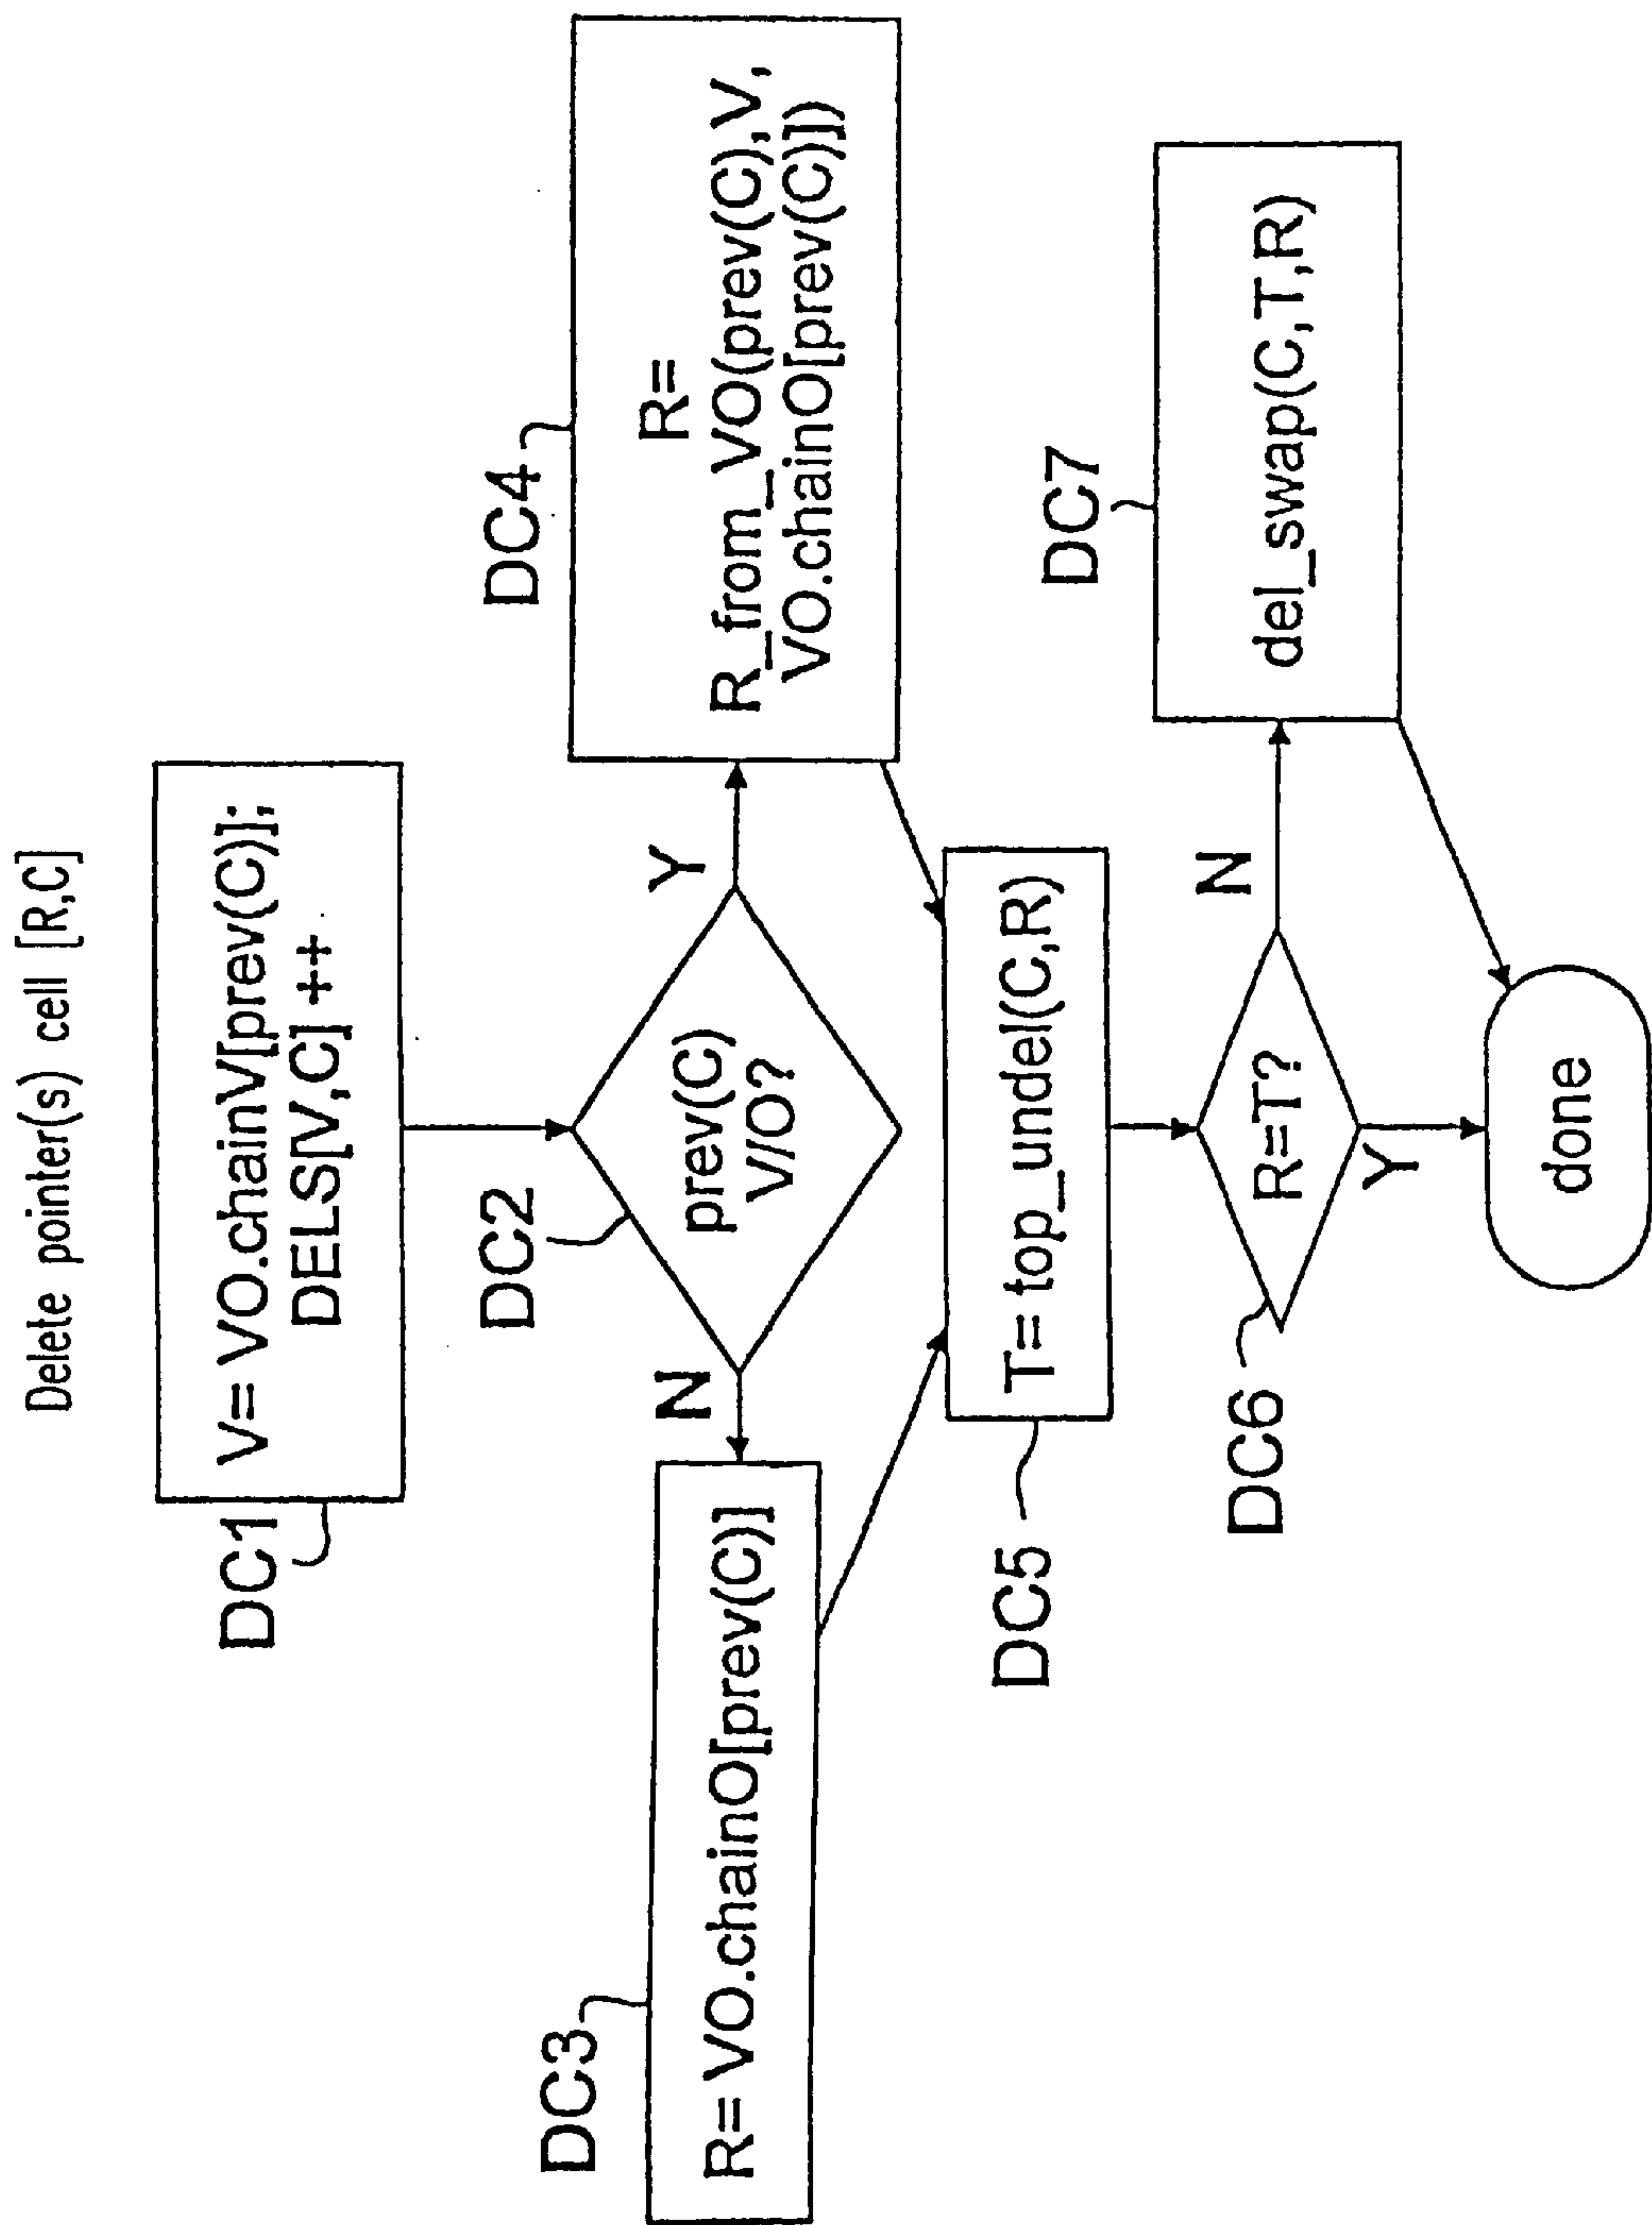 Delete pointer(s) cell [R,C]
DC1
V= VO.chainV[prev(C)];
DELS[V,C] ++
DC2
prev(C)
V/O?
N
Y
DC3
R= VO.chainO[prev(C)]
DC4
R=
R_from_VO(prev(C),V,
VO.chainO[prev(C)])
DC5
T= top_undel(C,R)
DC6
R=T?
N
Y
DC7
del_swap(C,T,R)
done